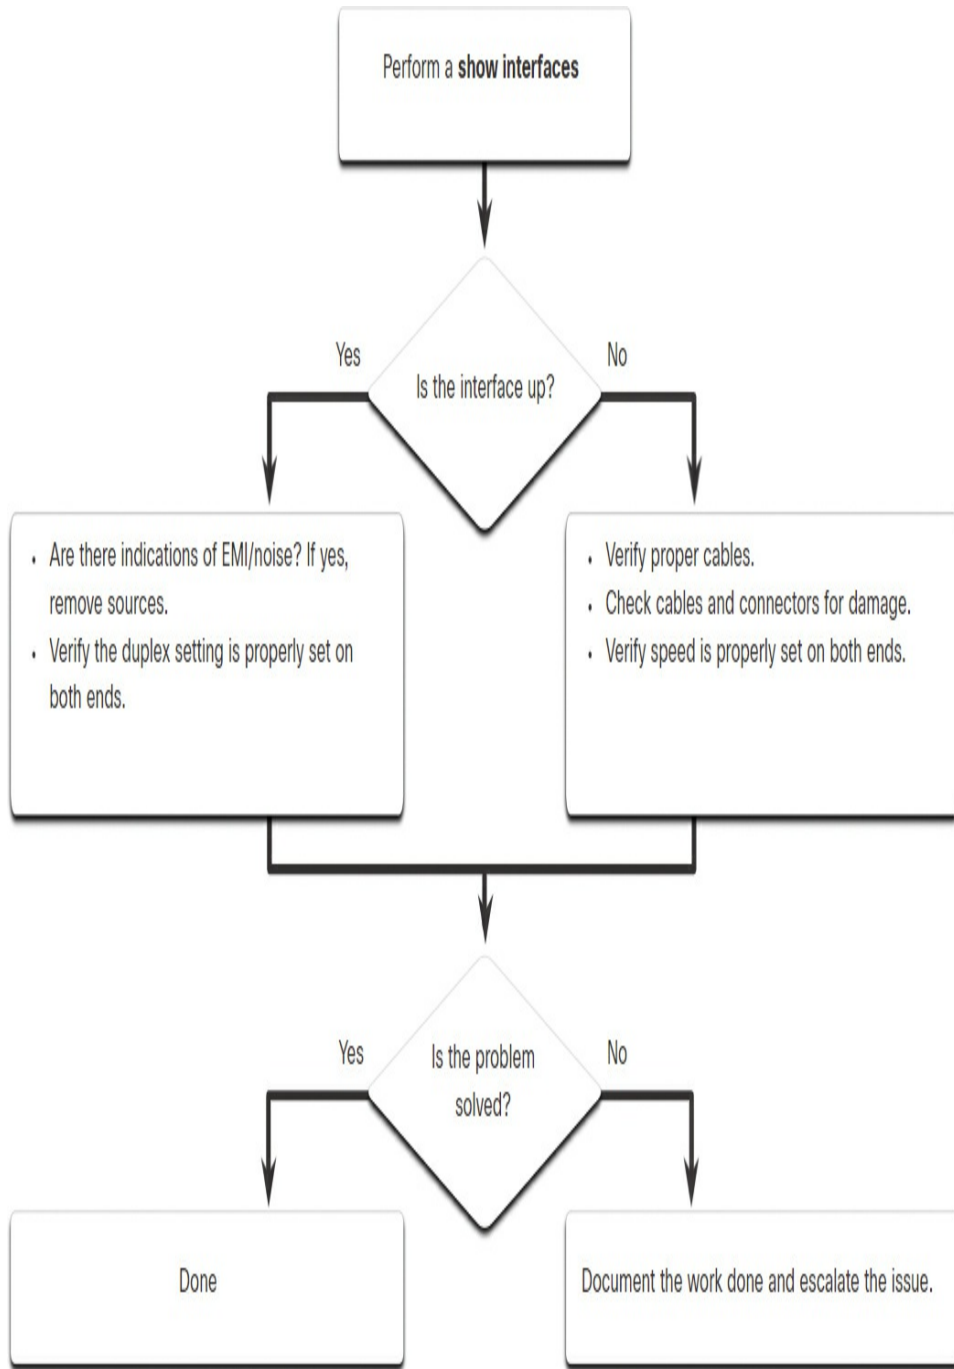 Perform a show interfaces
Yes
No
Is the interface up?
• Are there indications of EMI/noise? If yes,
remove sources.
• Verify the duplex setting is properly set on
both ends.
• Verify proper cables.
• Check cables and connectors for damage.
• Verify speed is properly set on both ends.
Yes
No
Is the problem
solved?
Done
Document the work done and escalate the issue.